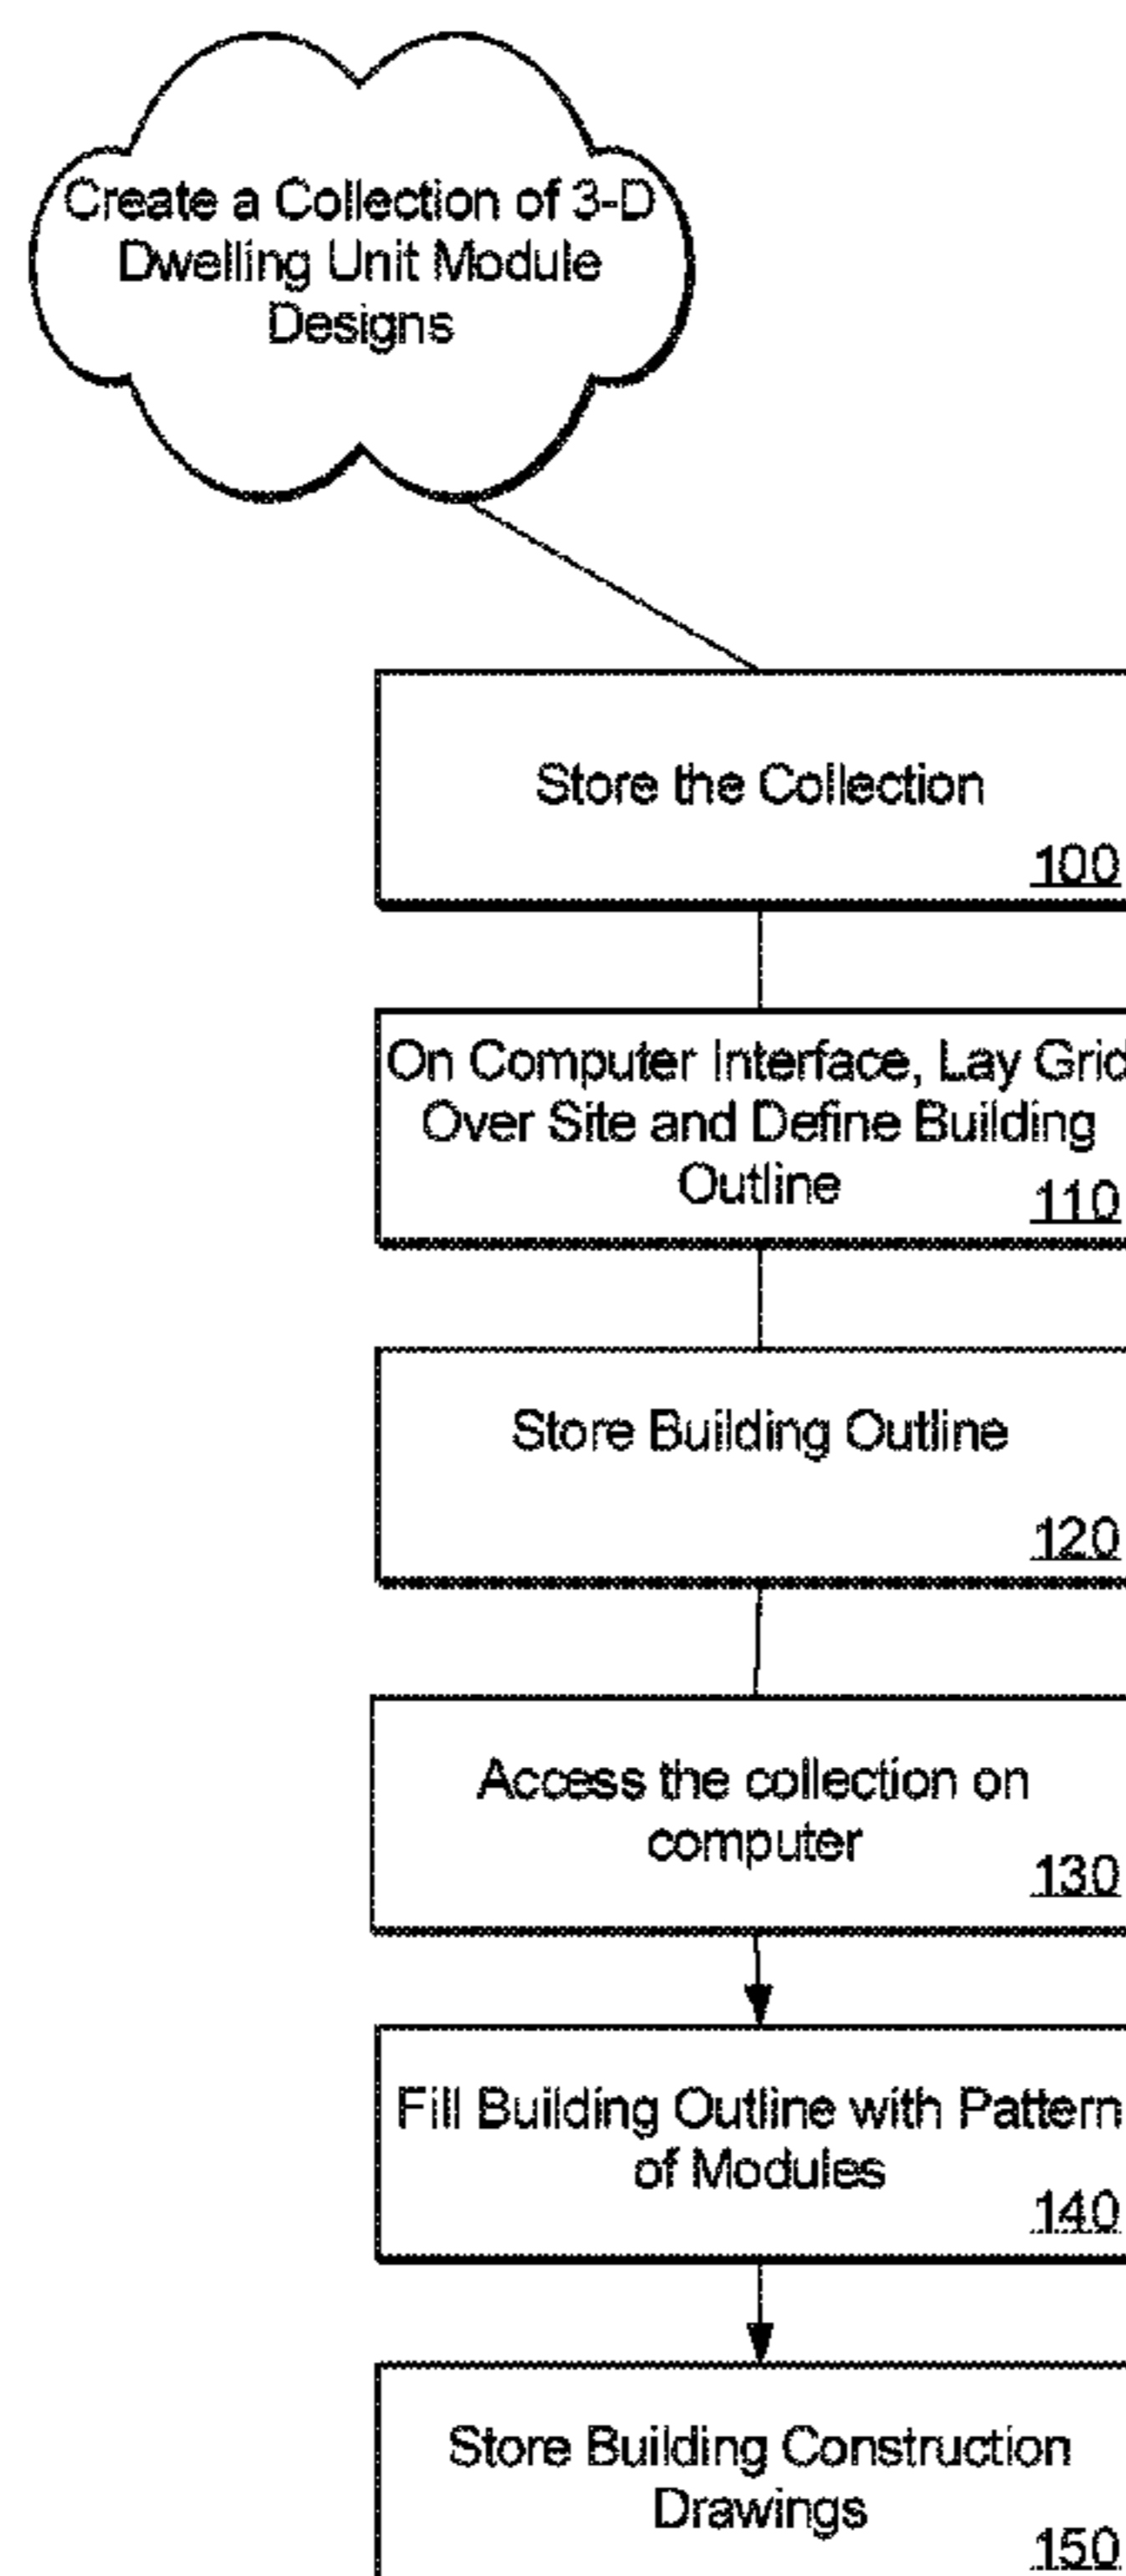 Create a Collection of 3-D
Dwelling Unit Module
Designs
Store the Collection
100
On Computer Interface, Lay Grid
Over Site and Define Building
Outline
110
Store Building Outline
120
Access the collection on
computer
130
Fill Building Outline with Pattern
of Modules
140
Store Building Construction
Drawings
150